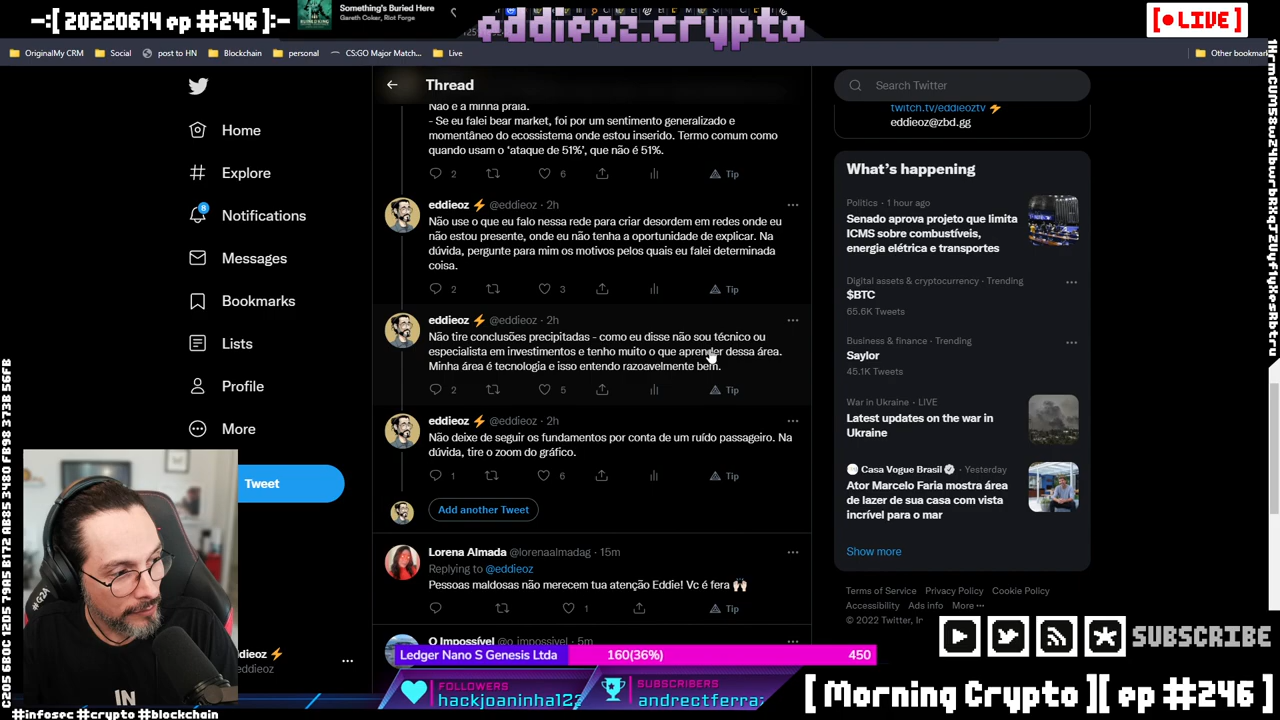 -:[ 20220614 ep #246 ]:-
Something's Buried Here
Gareth Coker, Riot Forge
eddieoz.crypto
[● LIVE]
OriginalMy CRM
Social
post to HN
Blockchain
personal
CS:GO Major Match...
Live
Other bookmar
Home
Explore
8
Notifications
Messages
Bookmarks
Lists
Profile
More
Tweet
Thread
Não é a minha praia.
- Se eu falei bear market, foi por um sentimento generalizado e
momentâneo do ecossistema onde estou inserido. Termo comum como
quando usam o 'ataque de 51%', que não é 51%.
2
6
Tip
eddieoz ⚡ @eddieoz · 2h
Não use o que eu falo nessa rede para criar desordem em redes onde eu
não estou presente, onde eu não tenha a oportunidade de explicar. Na
dúvida, pergunte para mim os motivos pelos quais eu falei determinada
coisa.
2
3
Tip
eddieoz ⚡ @eddieoz · 2h
Não tire conclusões precipitadas - como eu disse não sou técnico ou
especialista em investimentos e tenho muito o que aprender dessa área.
Minha área é tecnologia e isso entendo razoavelmente bem.
2
5
Tip
eddieoz ⚡ @eddieoz · 2h
Não deixe de seguir os fundamentos por conta de um ruído passageiro. Na
dúvida, tire o zoom do gráfico.
1
6
Tip
Add another Tweet
Lorena Almada @lorenaalmadag · 15m
Replying to @eddieoz
Pessoas maldosas não merecem tua atenção Eddie! Vc é fera 🙌🏻
1
Tip
O Impossível @o_impossivel · 5m
Search Twitter
twitch.tv/eddieoztv ⚡
eddieoz@zbd.gg
What's happening
Politics · 1 hour ago
Senado aprova projeto que limita
ICMS sobre combustíveis,
energia elétrica e transportes
Digital assets & cryptocurrency · Trending
$BTC
65.6K Tweets
Business & finance · Trending
Saylor
45.1K Tweets
War in Ukraine · LIVE
Latest updates on the war in
Ukraine
Casa Vogue Brasil · Yesterday
Ator Marcelo Faria mostra área
de lazer de sua casa com vista
incrível para o mar
Show more
Terms of Service Privacy Policy Cookie Policy
Accessibility Ads info More ···
© 2022 Twitter, In
ddieoz ⚡
eddieoz
IN
Ledger Nano S Genesis Ltda
160(36%)
450
FOLLOWERS
hackjoaninha122
SUBSCRIBERS
andrectferraz
SUBSCRIBE
[ Morning Crypto ][ ep #246 ]
#infosec #crypto #blockchain